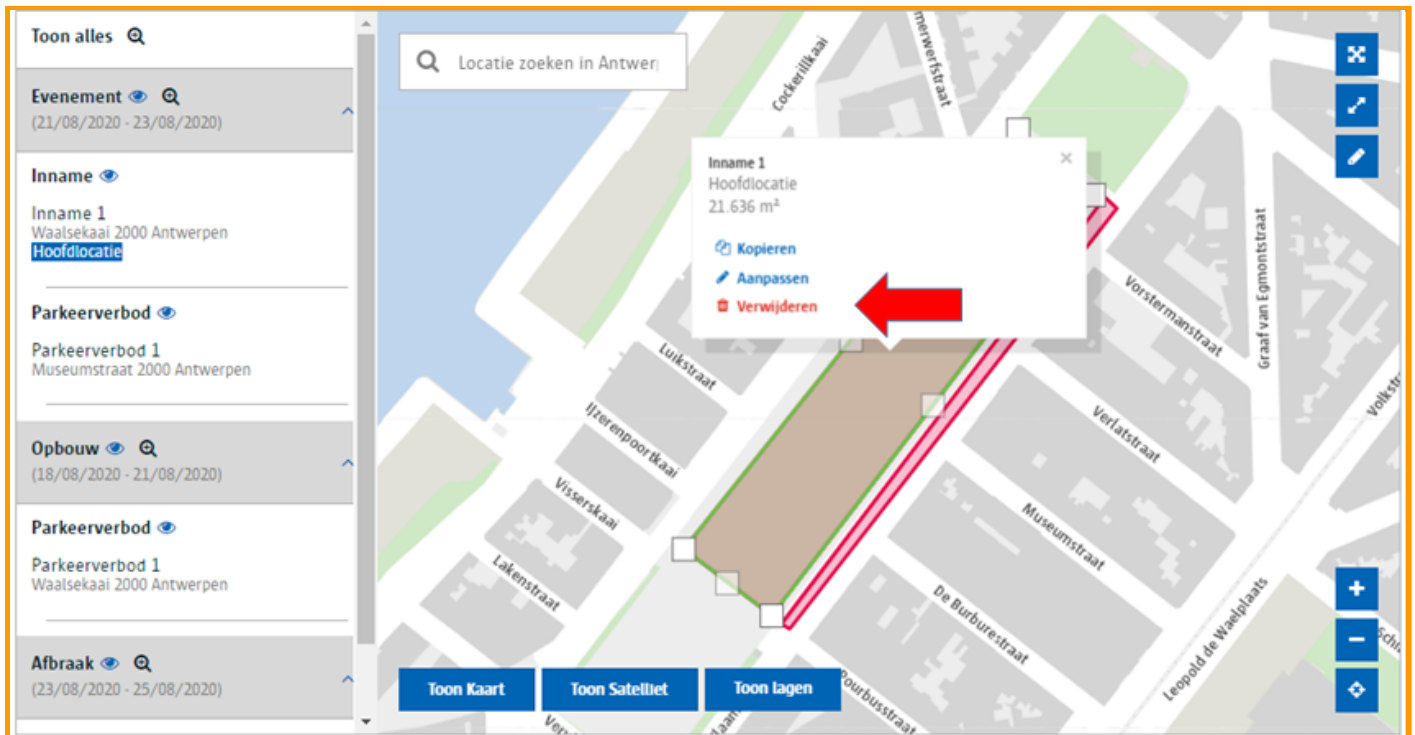 Toon alles
Evenement
(21/08/2020 - 23/08/2020)
Inname
Inname 1
Waalsekaai 2000 Antwerpen
Hoofdlocatie
Parkeerverbod
Parkeerverbod 1
Museumstraat 2000 Antwerpen
Opbouw
(18/08/2020 - 21/08/2020)
Parkeerverbod
Parkeerverbod 1
Waalsekaai 2000 Antwerpen
Afbraak
(23/08/2020 - 25/08/2020)
Locatie zoeken in Antwer
Cockerillkaai
merwerfstraat
Inname 1
Hoofdlocatie
21.636 m²
Kopieren
Aanpassen
Verwijderen
Graaf van Egmontstraat
Vorstermanstraat
Volkstr
Luikstraat
IJzerenpoortkaai
Verlatstraat
Visserskaai
Museumstraat
Lakenstraat
De Burburestraat
Leopold de Waelplaats
Schi
Pourbusstraat
Toon Kaart
Toon Satelliet
Toon lagen